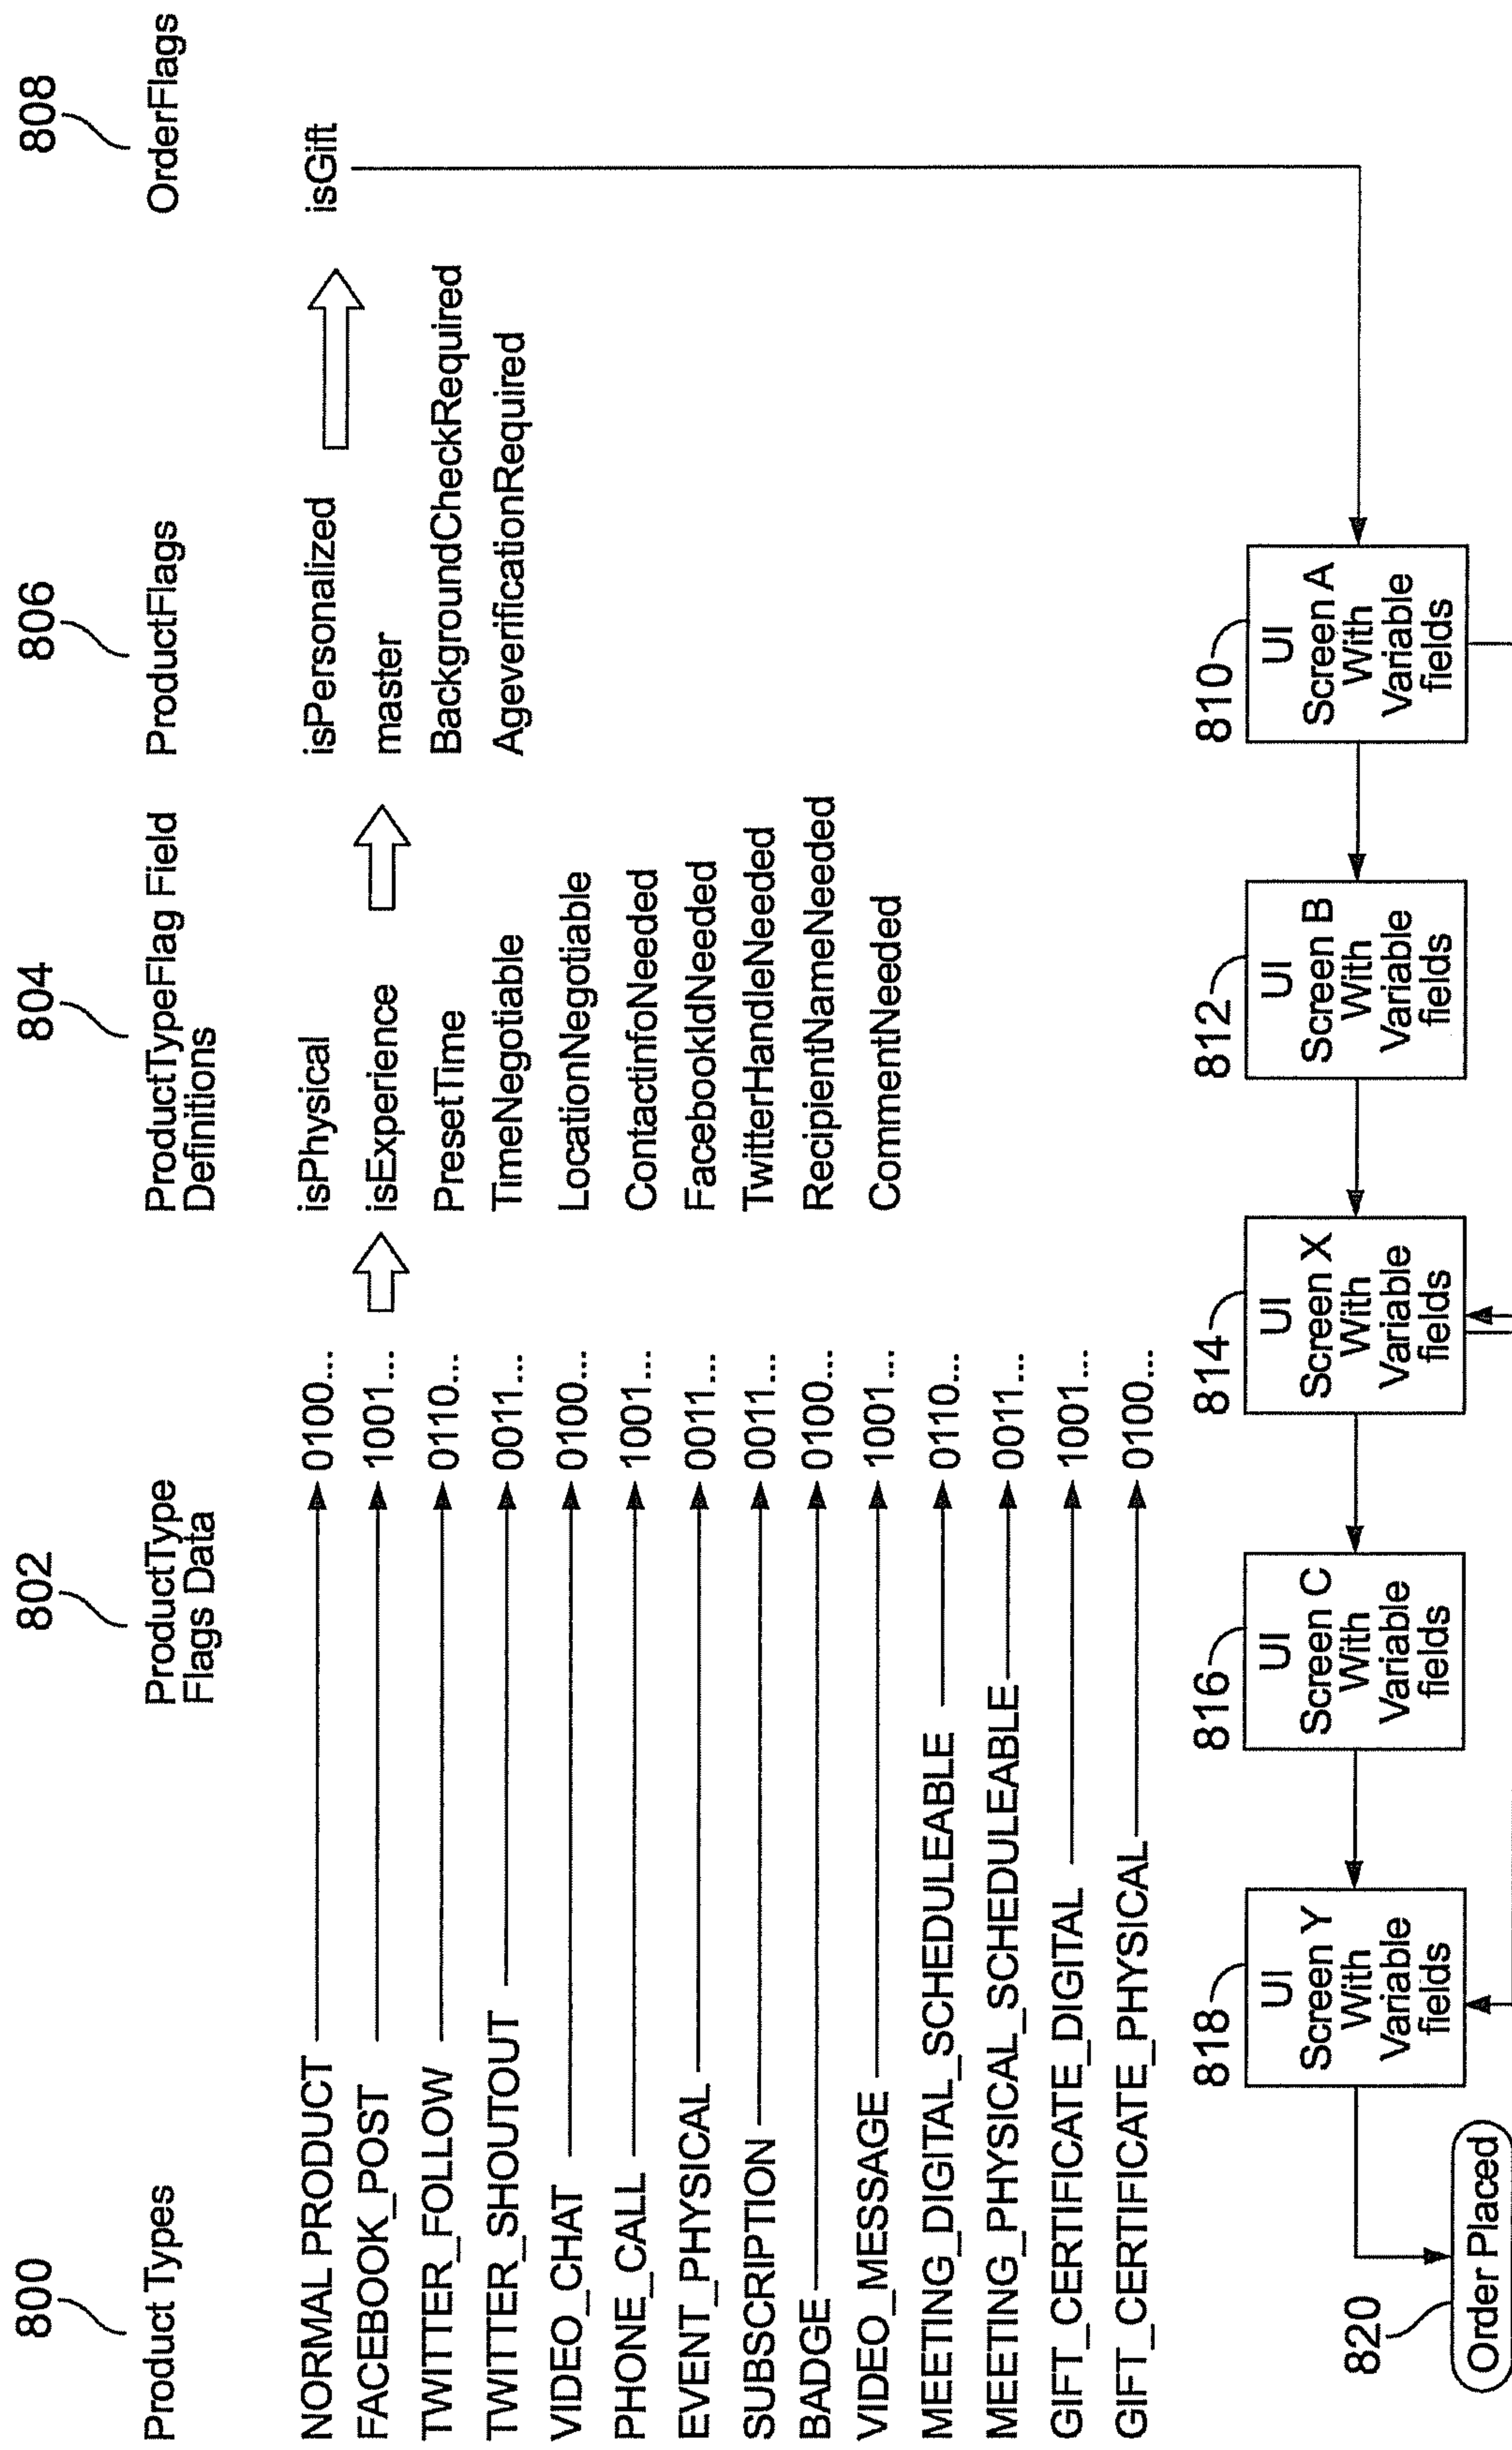 800
802
804
806
808
Product Types
ProductType
Flags Data
ProductTypeFlag Field
Definitions
ProductFlags
OrderFlags
NORMAL PRODUCT
0100...
isPhysical
isPersonalized
isGift
FACEBOOK_POST
1001...
isExperience
master
TWITTER_FOLLOW
0110...
PresetTime
BackgroundCheckRequired
TWITTER_SHOUTOUT
0011...
TimeNegotiable
AgeverificationRequired
VIDEO_CHAT
0100...
LocationNegotiable
PHONE_CALL
1001...
ContactinfoNeeded
EVENT_PHYSICAL
0011...
FacebookIdNeeded
SUBSCRIPTION
0011...
TwitterHandleNeeded
BADGE
0100...
RecipientNameNeeded
VIDEO_MESSAGE
1001...
CommentNeeded
MEETING_DIGITAL_SCHEDULEABLE
0110...
MEETING_PHYSICAL_SCHEDULEABLE
0011...
GIFT_CERTIFICATE_DIGITAL
1001...
GIFT_CERTIFICATE_PHYSICAL
0100...
818
UI
Screen Y
With
Variable
fields
816
UI
Screen C
With
Variable
fields
814
UI
Screen X
With
Variable
fields
812
UI
Screen B
With
Variable
fields
810
UI
Screen A
With
Variable
fields
820
Order Placed